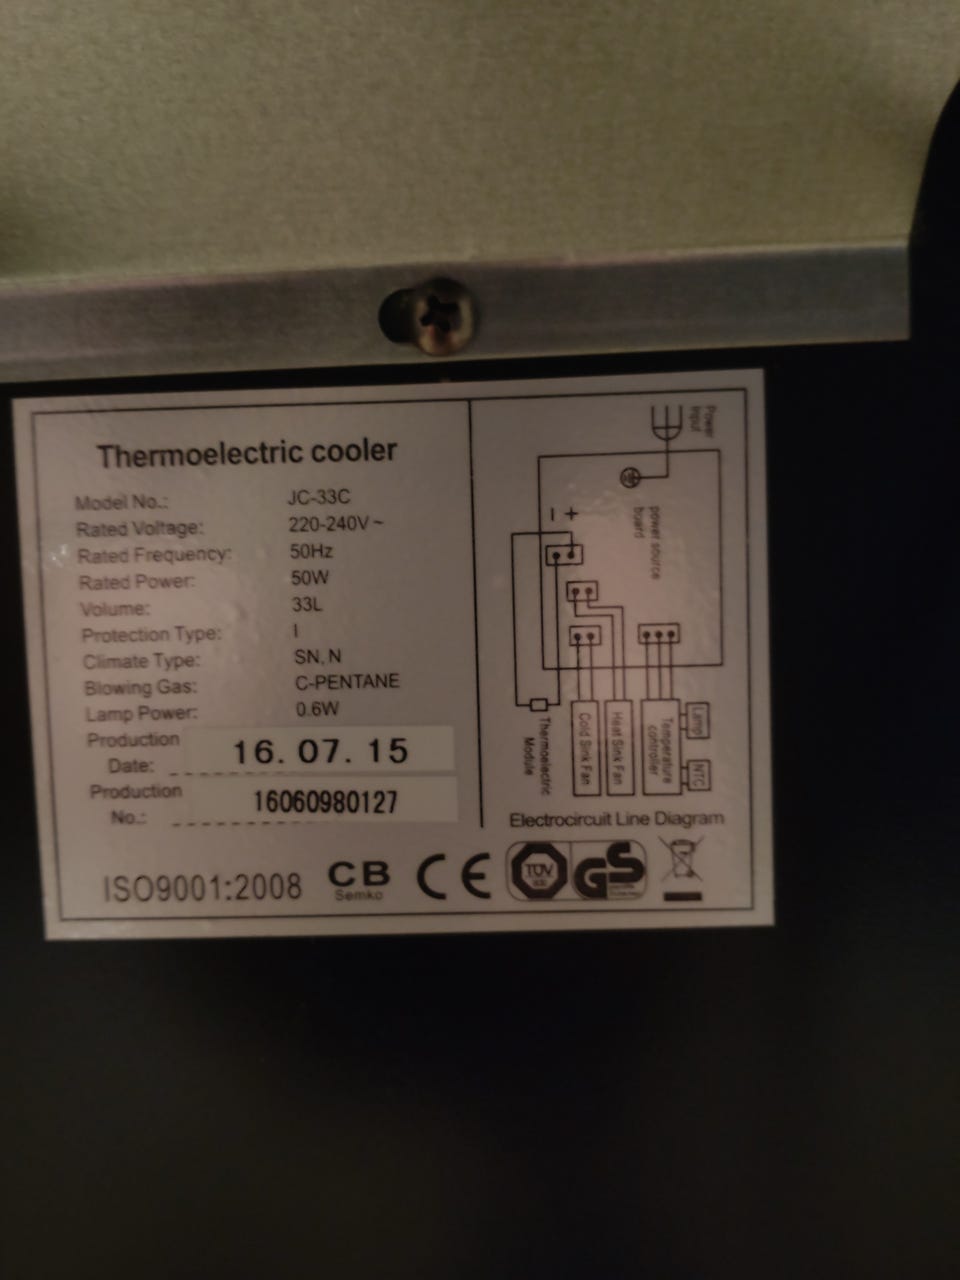 Thermoelectric cooler
Model No.: JC-33C
Rated Voltage: 220-240V~
Rated Frequency: 50Hz
Rated Power: 50W
Volume: 33L
Protection Type: I
Climate Type: SN, N
Blowing Gas: C-PENTANE
Lamp Power: 0.6W
Production
Date: 16. 07. 15
Production
No.: 16060980127
ISO9001:2008
CB
Semko
CE
TÜV
GS
Power
Input
power source
board
- +
Thermoelectric
Module
Cold Sink Fan
Heat Sink Fan
Temperature
controller
Lamp
NTC
Electrocircuit Line Diagram